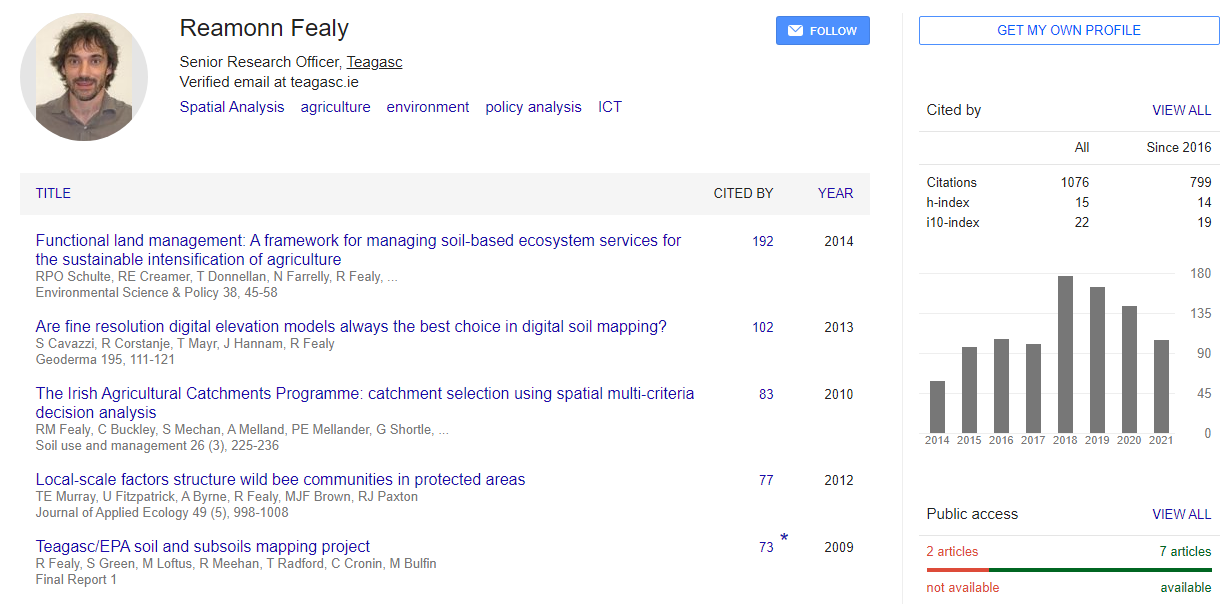 Reamonn Fealy
FOLLOW
Senior Research Officer, Teagasc
Verified email at teagasc.ie
Spatial Analysis agriculture environment policy analysis ICT
TITLE CITED BY YEAR
Functional land management: A framework for managing soil-based ecosystem services for 192 2014
the sustainable intensification of agriculture
RPO Schulte, RE Creamer, T Donnellan, N Farrelly, R Fealy, ...
Environmental Science & Policy 38, 45-58
Are fine resolution digital elevation models always the best choice in digital soil mapping? 102 2013
S Cavazzi, R Corstanje, T Mayr, J Hannam, R Fealy
Geoderma 195, 111-121
The Irish Agricultural Catchments Programme: catchment selection using spatial multi-criteria 83 2010
decision analysis
RM Fealy, C Buckley, S Mechan, A Melland, PE Mellander, G Shortle, ...
Soil use and management 26 (3), 225-236
Local-scale factors structure wild bee communities in protected areas 77 2012
TE Murray, U Fitzpatrick, A Byrne, R Fealy, MJF Brown, RJ Paxton
Journal of Applied Ecology 49 (5), 998-1008
Teagasc/EPA soil and subsoils mapping project 73 * 2009
R Fealy, S Green, M Loftus, R Meehan, T Radford, C Cronin, M Bulfin
Final Report 1
GET MY OWN PROFILE
Cited by VIEW ALL
All Since 2016
Citations 1076 799
h-index 15 14
i10-index 22 19
180
135
90
45
0
2014 2015 2016 2017 2018 2019 2020 2021
Public access VIEW ALL
2 articles 7 articles
not available available